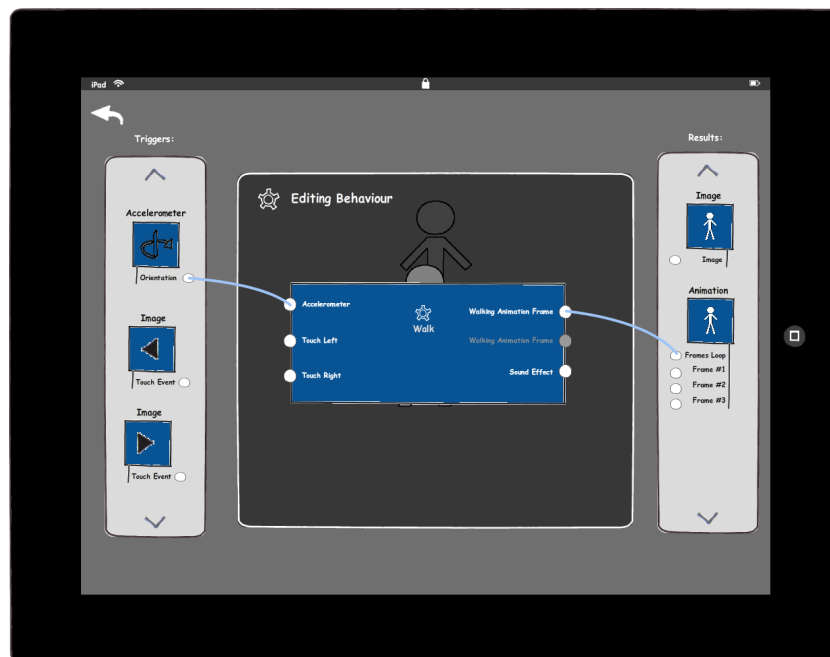 iPad
Triggers:
Accelerometer
Orientation
Image
Touch Event
Image
Touch Event
Editing Behaviour
Accelerometer
Touch Left
Touch Right
Walk
Walking Animation Frame
Walking Animation Frame
Sound Effect
Results:
Image
Image
Animation
Frames Loop
Frame #1
Frame #2
Frame #3